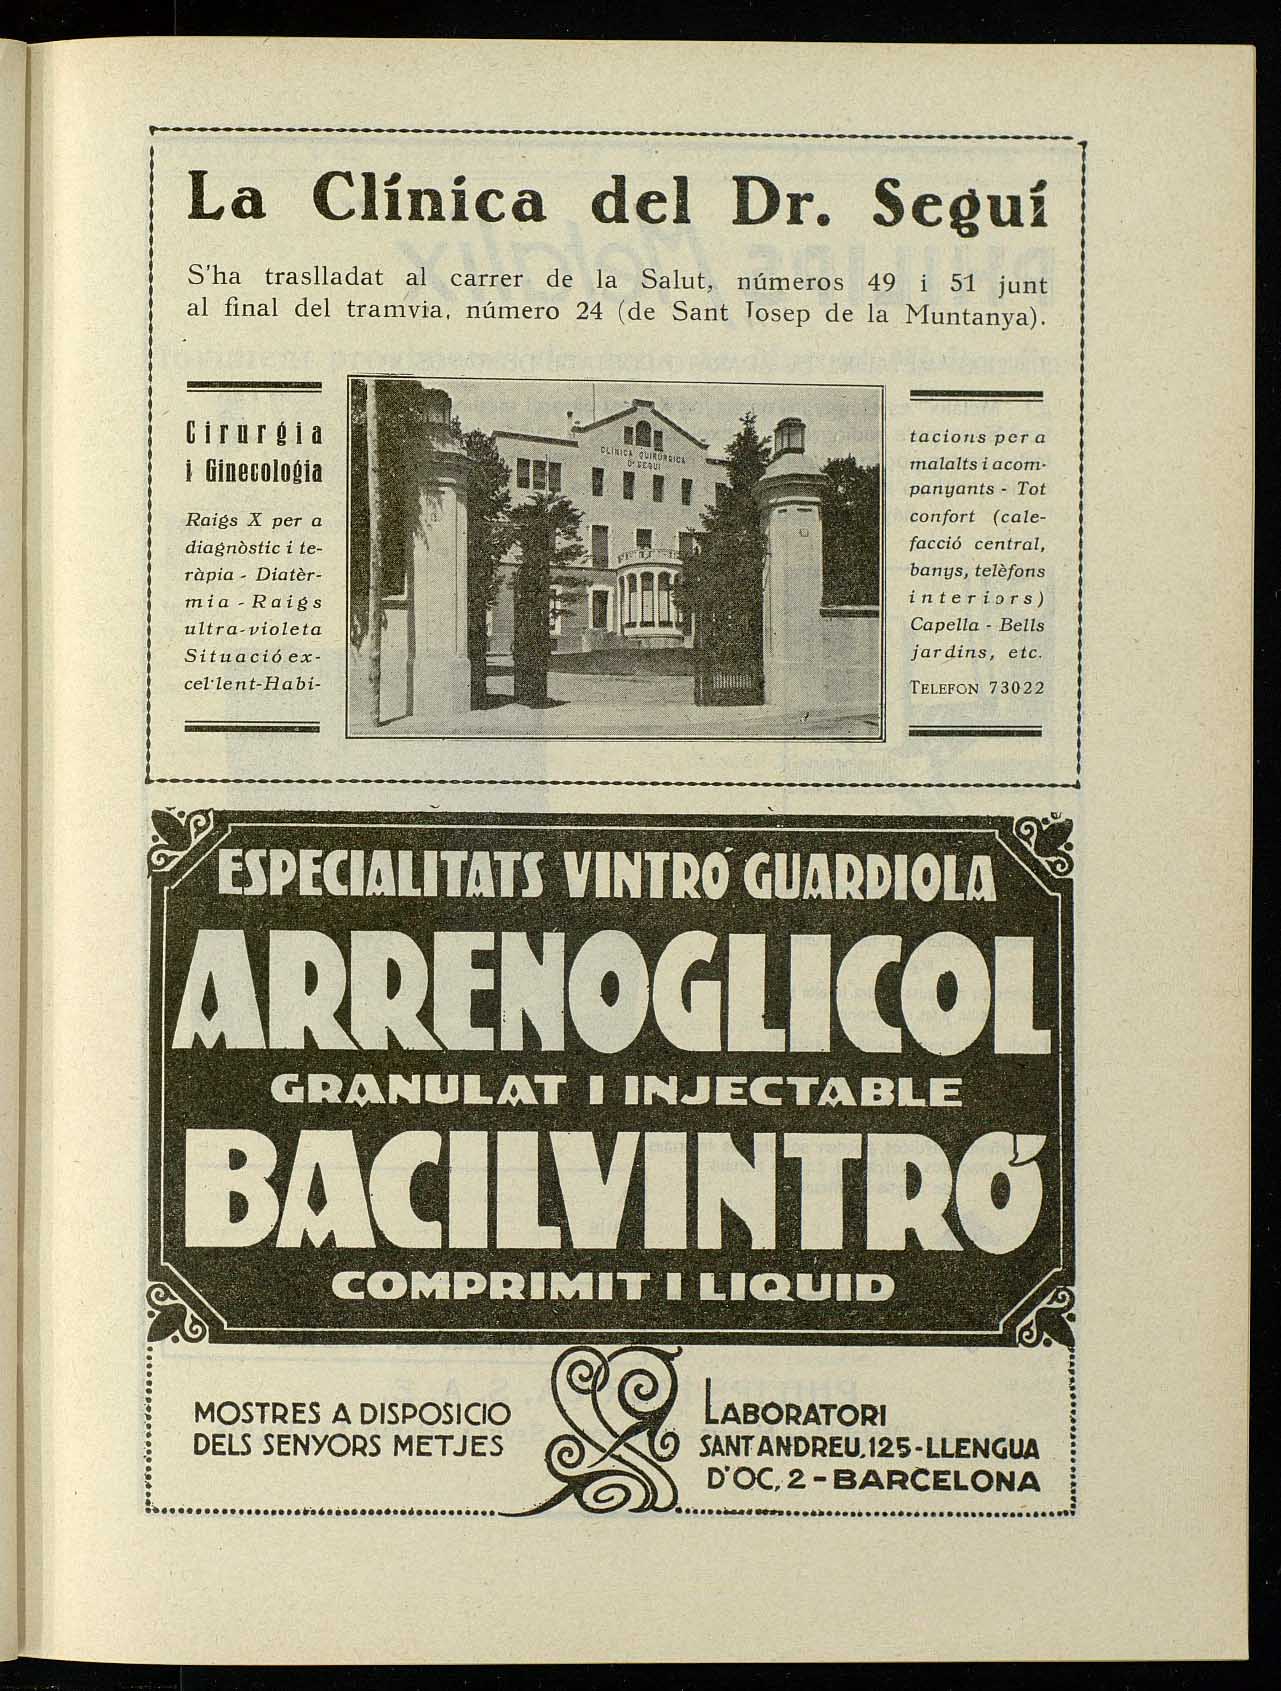 La Clínica del Dr. Seguí
S'ha traslladat al carrer de la Salut, números 49 i 51 junt
al final del tramvia, número 24 (de Sant Josep de la Muntanya).
Cirurgia
i Ginecologia
Raigs X per a
diagnòstic i te-
ràpia - Diatèr-
mia - Raigs
ultra-violeta
Situació ex-
cel·lent-Habi-
CLINICA QUIRURGICA
Dr SEGUI
tacions per a
malalts i acom-
panyants - Tot
confort (cale-
facció central,
banys, telèfons
interiors)
Capella - Bells
jardins, etc.
TELEFON 73022
ESPECIALITATS VINTRÓ GUARDIOLA
ARRENOGLICOL
GRANULAT I INJECTABLE
BACILVINTRÓ
COMPRIMIT I LIQUID
MOSTRES A DISPOSICIO
DELS SENYORS METJES
LABORATORI
SANT ANDREU, 125-LLENGUA
D'OC, 2 - BARCELONA